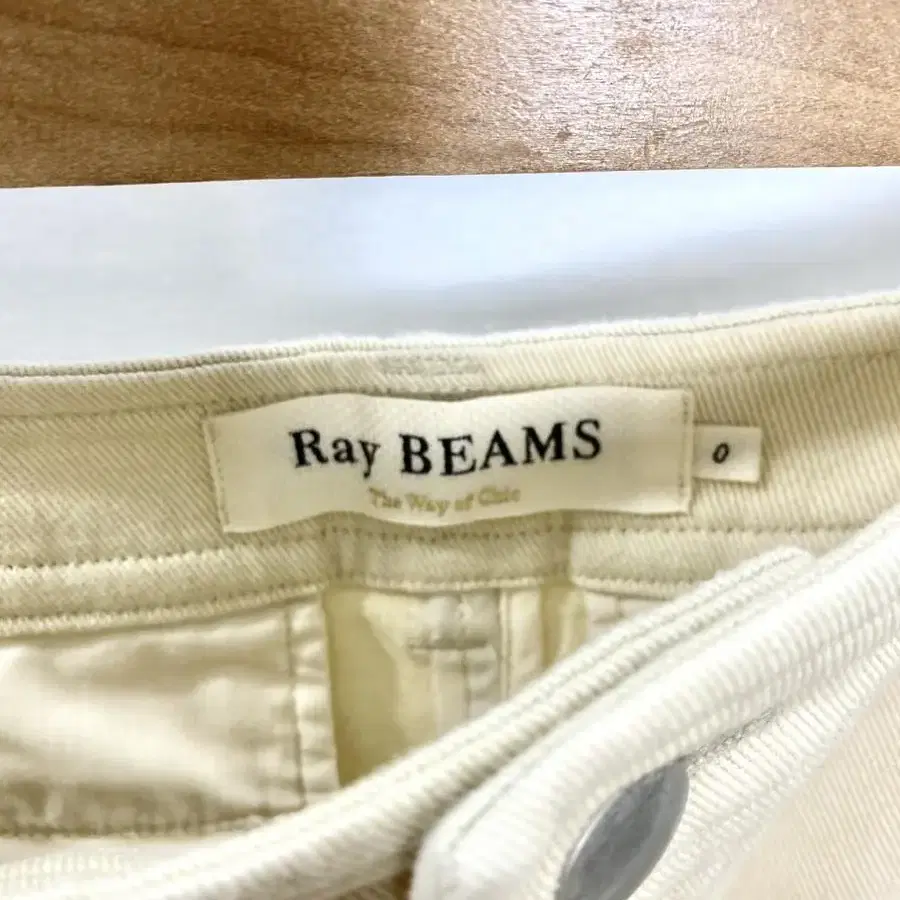 Ray BEAMS
The Way of Chic
0